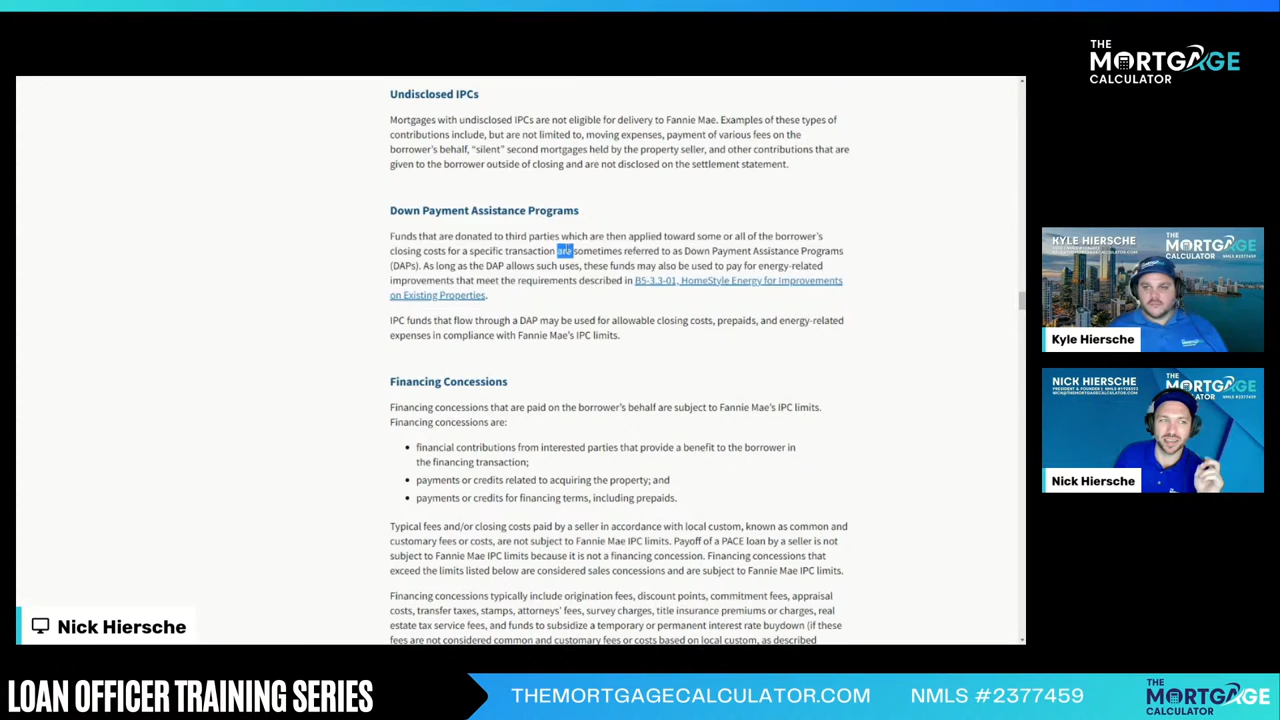 THE
MORTGAGE
CALCULATOR
Undisclosed IPCs
Mortgages with undisclosed IPCs are not eligible for delivery to Fannie Mae. Examples of these types of
contributions include, but are not limited to, moving expenses, payment of various fees on the
borrower's behalf, “silent” second mortgages held by the property seller, and other contributions that are
given to the borrower outside of closing and are not disclosed on the settlement statement.
Down Payment Assistance Programs
Funds that are donated to third parties which are then applied toward some or all of the borrower's
closing costs for a specific transaction are sometimes referred to as Down Payment Assistance Programs
(DAPs). As long as the DAP allows such uses, these funds may also be used to pay for energy-related
improvements that meet the requirements described in B5-3.3-01, HomeStyle Energy for Improvements
on Existing Properties.
IPC funds that flow through a DAP may be used for allowable closing costs, prepaids, and energy-related
expenses in compliance with Fannie Mae's IPC limits.
Financing Concessions
Financing concessions that are paid on the borrower's behalf are subject to Fannie Mae's IPC limits.
Financing concessions are:
• financial contributions from interested parties that provide a benefit to the borrower in
the financing transaction;
• payments or credits related to acquiring the property; and
• payments or credits for financing terms, including prepaids.
Typical fees and/or closing costs paid by a seller in accordance with local custom, known as common and
customary fees or costs, are not subject to Fannie Mae IPC limits. Payoff of a PACE loan by a seller is not
subject to Fannie Mae IPC limits because it is not a financing concession. Financing concessions that
exceed the limits listed below are considered sales concessions and are subject to Fannie Mae IPC limits.
Financing concessions typically include origination fees, discount points, commitment fees, appraisal
costs, transfer taxes, stamps, attorneys' fees, survey charges, title insurance premiums or charges, real
estate tax service fees, and funds to subsidize a temporary or permanent interest rate buydown (if these
fees are not considered common and customary fees or costs based on local custom, as described
KYLE HIERSCHE
THE
MORTGAGE
CALCULATOR
Kyle Hiersche
NICK HIERSCHE
PRESIDENT & FOUNDER
THE
MORTGAGE
NMLS #2377459
Nick Hiersche
Nick Hiersche
LOAN OFFICER TRAINING SERIES
THEMORTGAGECALCULATOR.COM
NMLS #2377459
THE
MORTGAGE
CALCULATOR